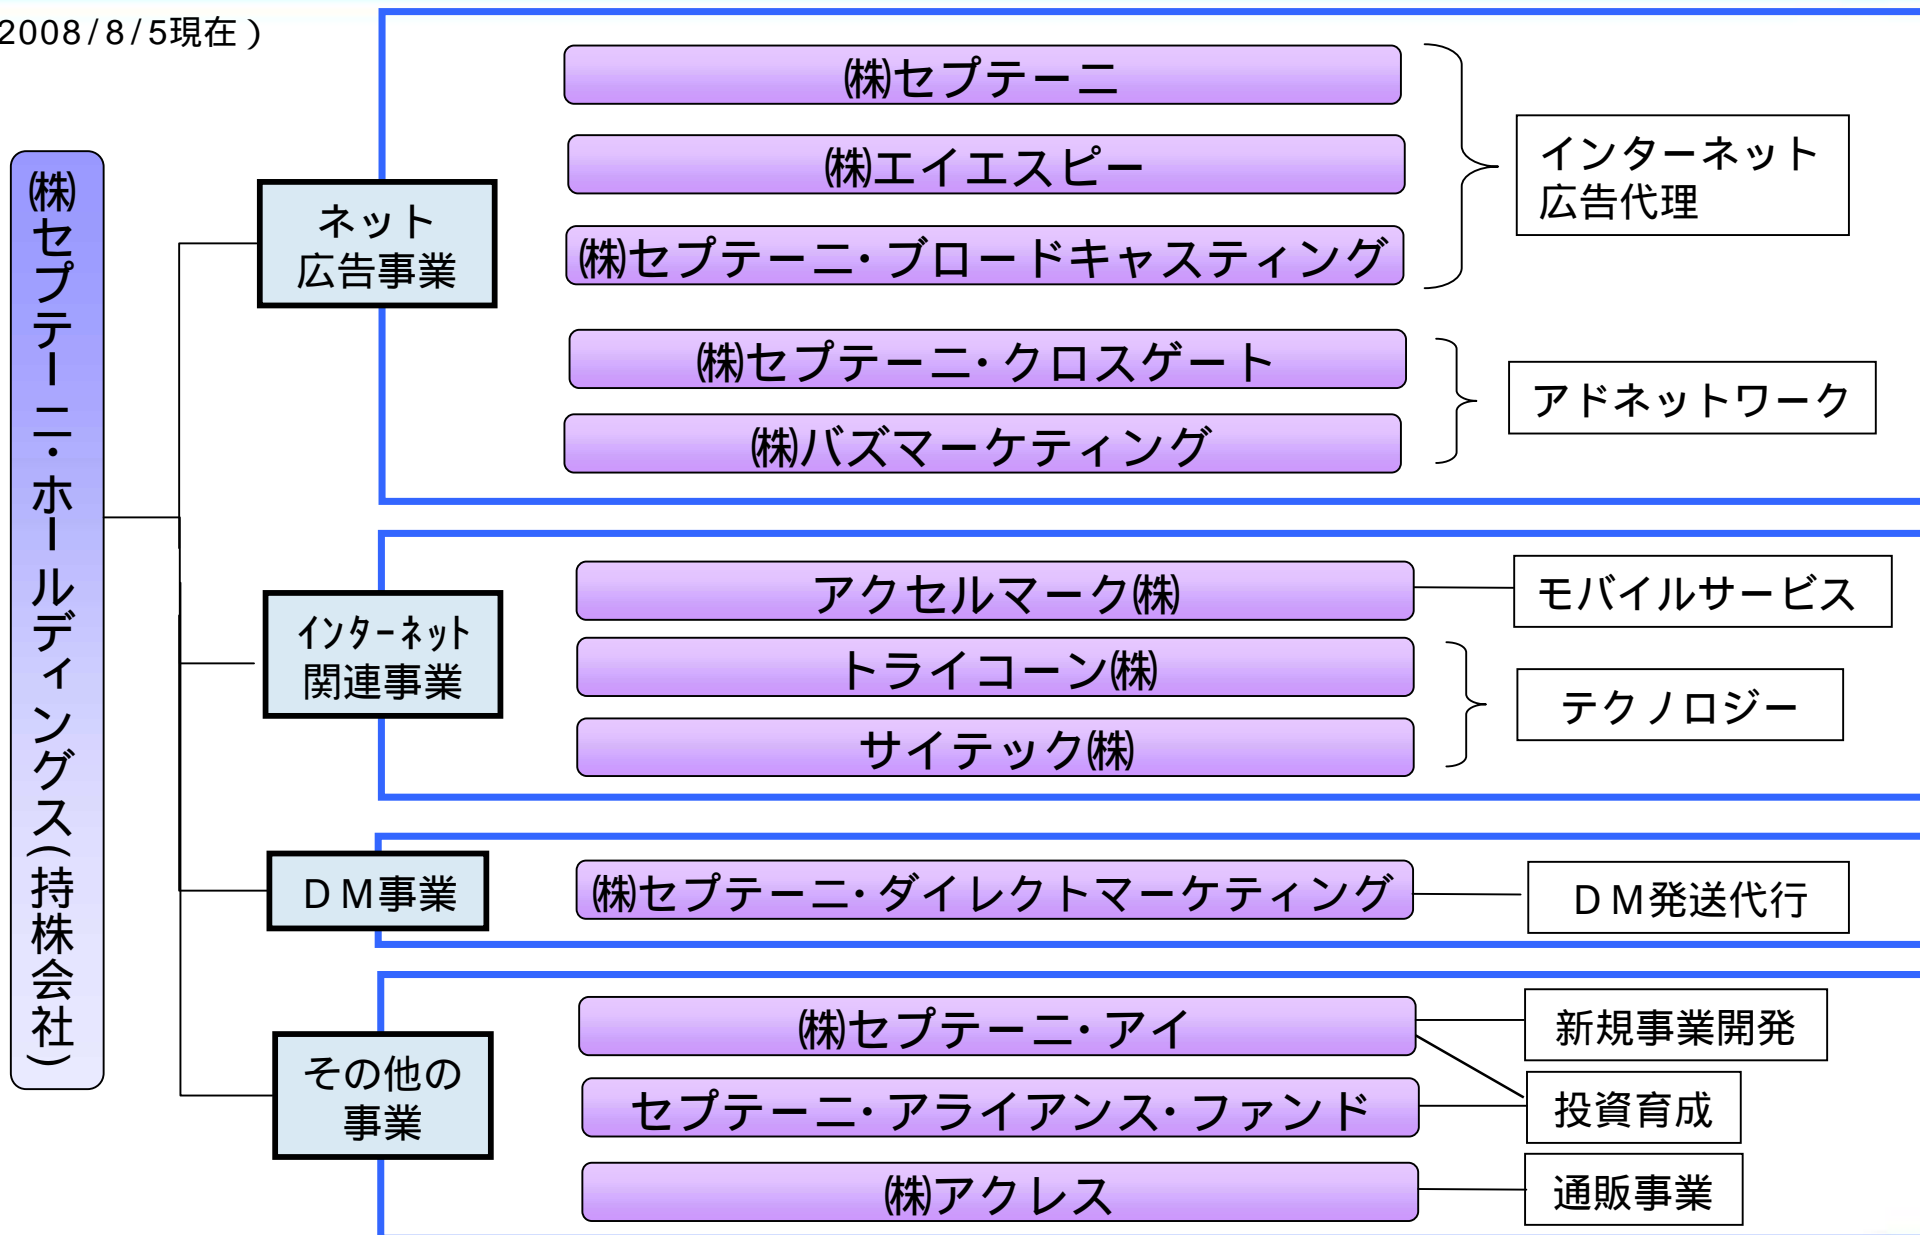 2008/8/5現在）
㈱セプテーニ・ホールディングス(持株会社)
ネット
広告事業
㈱セプテーニ
㈱エイエスピー
㈱セプテーニ・ブロードキャスティング
インターネット
広告代理
㈱セプテーニ・クロスゲート
㈱バズマーケティング
アドネットワーク
インターネット
関連事業
アクセルマーク㈱
モバイルサービス
トライコーン㈱
サイテック㈱
テクノロジー
ＤＭ事業
㈱セプテーニ・ダイレクトマーケティング
ＤＭ発送代行
その他の
事業
㈱セプテーニ・アイ
新規事業開発
セプテーニ・アライアンス・ファンド
投資育成
㈱アクレス
通販事業